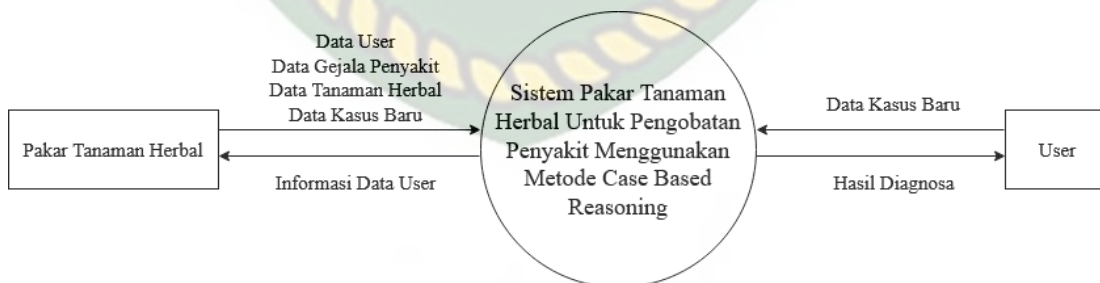 Data User
Data Gejala Penyakit
Data Tanaman Herbal
Data Kasus Baru
Pakar Tanaman Herbal
Informasi Data User
Sistem Pakar Tanaman
Herbal Untuk Pengobatan
Penyakit Menggunakan
Metode Case Based
Reasoning
Data Kasus Baru
User
Hasil Diagnosa